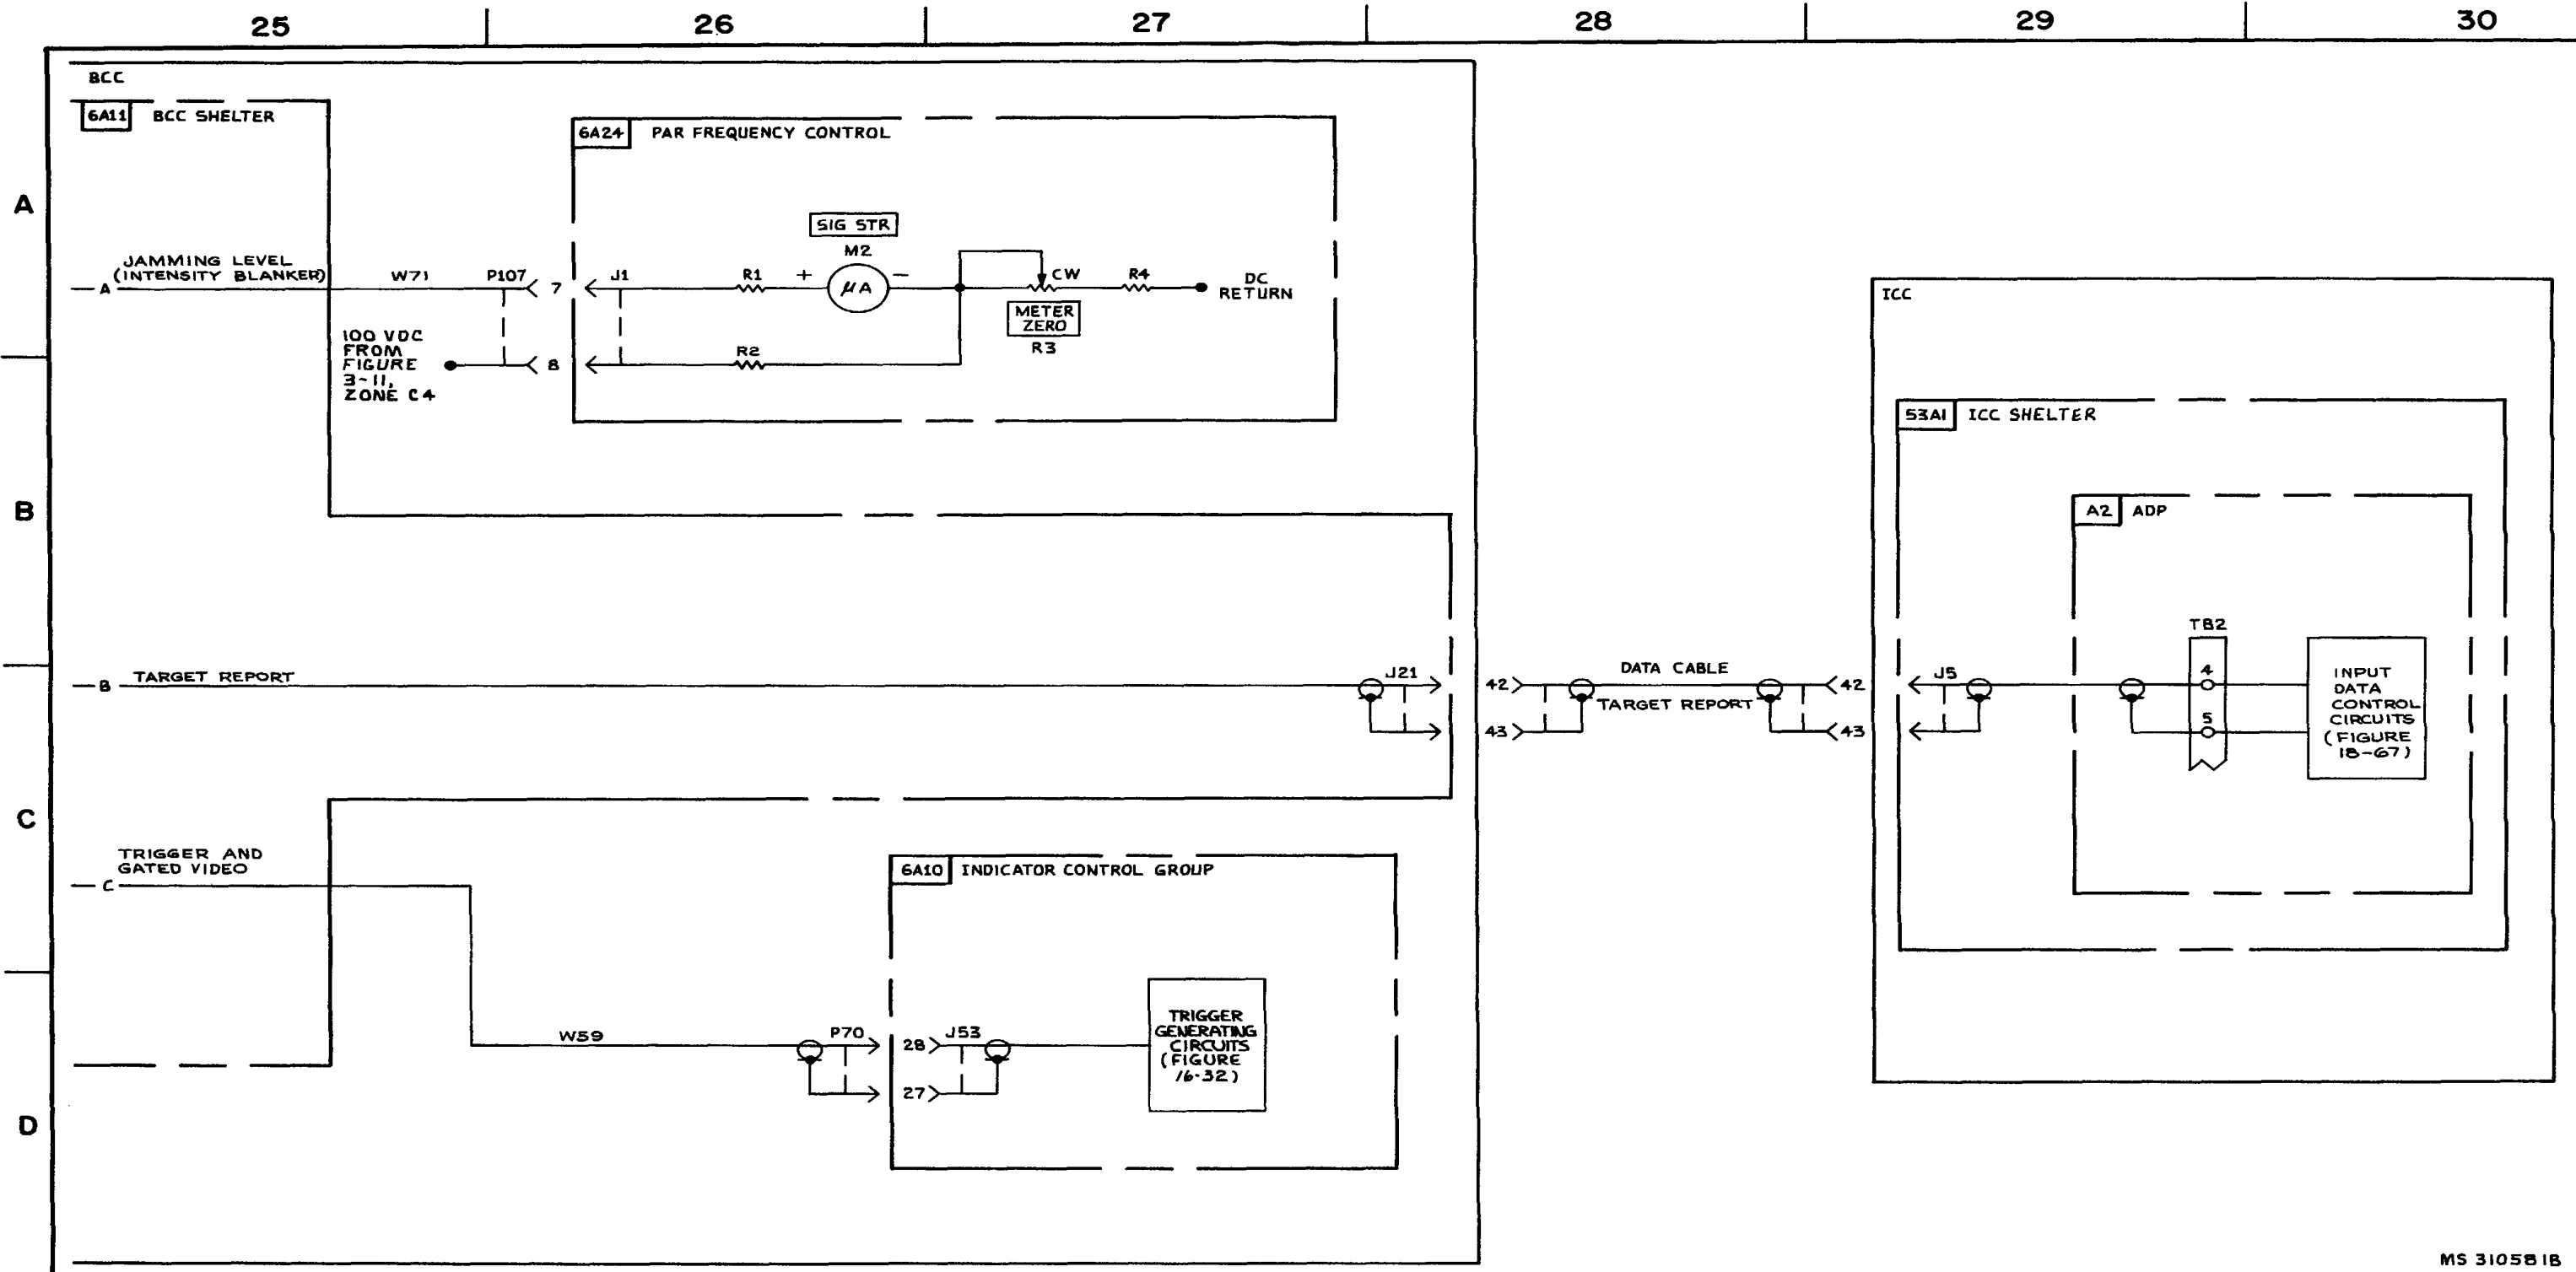 25 26 27 28 29 30
A
B
C
D
BCC
6A11 BCC SHELTER
6A24 PAR FREQUENCY CONTROL
SIG STR
M2
JAMMING LEVEL
(INTENSITY BLANKER)
A
W71
P107
7
J1
R1
+
µA
−
CW
R4
DC
RETURN
METER
ZERO
R3
100 VDC
FROM
FIGURE
3-11,
ZONE C4
8
R2
B
TARGET REPORT
J21
42
43
DATA CABLE
TARGET REPORT
42
43
ICC
53A1 ICC SHELTER
A2 ADP
J5
TB2
4
5
INPUT
DATA
CONTROL
CIRCUITS
(FIGURE
18-67)
TRIGGER AND
GATED VIDEO
C
6A10 INDICATOR CONTROL GROUP
W59
P70
28
27
J53
TRIGGER
GENERATING
CIRCUITS
(FIGURE
16-32)
MS 310581B